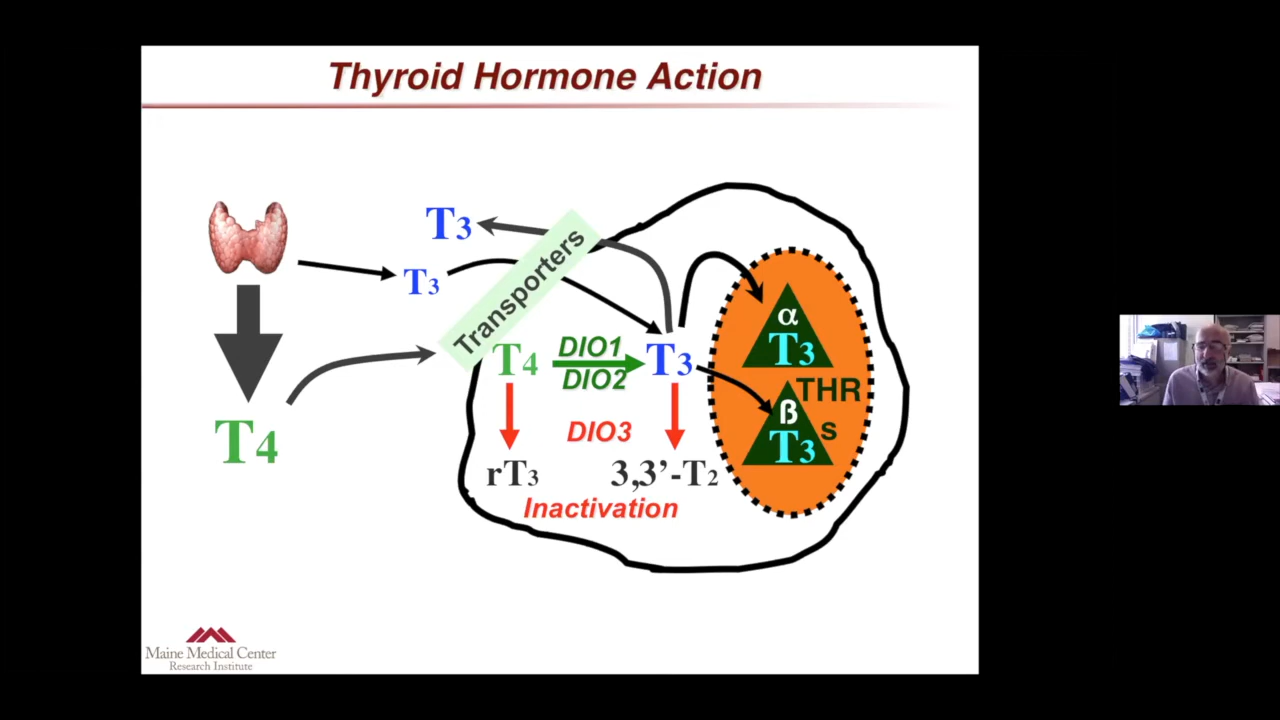 Thyroid Hormone Action
T3
T3
Transporters
T4
T4
DIO1
DIO2
T3
DIO3
rT3
3,3’-T2
Inactivation
α
T3
THR
s
β
T3
Maine Medical Center
Research Institute